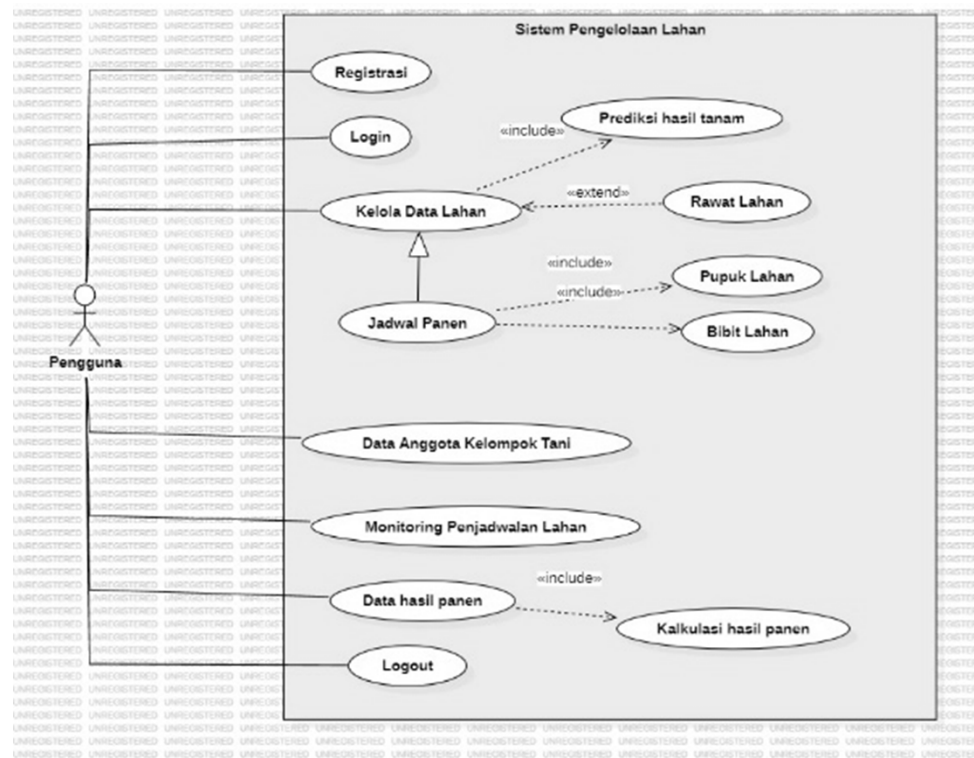 Sistem Pengelolaan Lahan
Registrasi
Prediksi hasil tanam
«include»
Login
«extend»
Rawat Lahan
Kelola Data Lahan
«include»
Pupuk Lahan
«include»
Jadwal Panen
Bibit Lahan
Pengguna
Data Anggota Kelompok Tani
Monitoring Penjadwalan Lahan
«include»
Data hasil panen
Kalkulasi hasil panen
Logout
UNREGISTERED